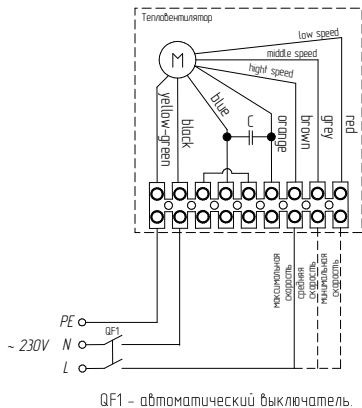 Тепловентилятор
low speed
middle speed
hight speed
M
yellow-green
black
blue
C
orange
brown
grey
red
максимальная
скорость
средняя
скорость
минимальная
скорость
PE
QF1
~ 230V
N
L
QF1 - автоматический выключатель.